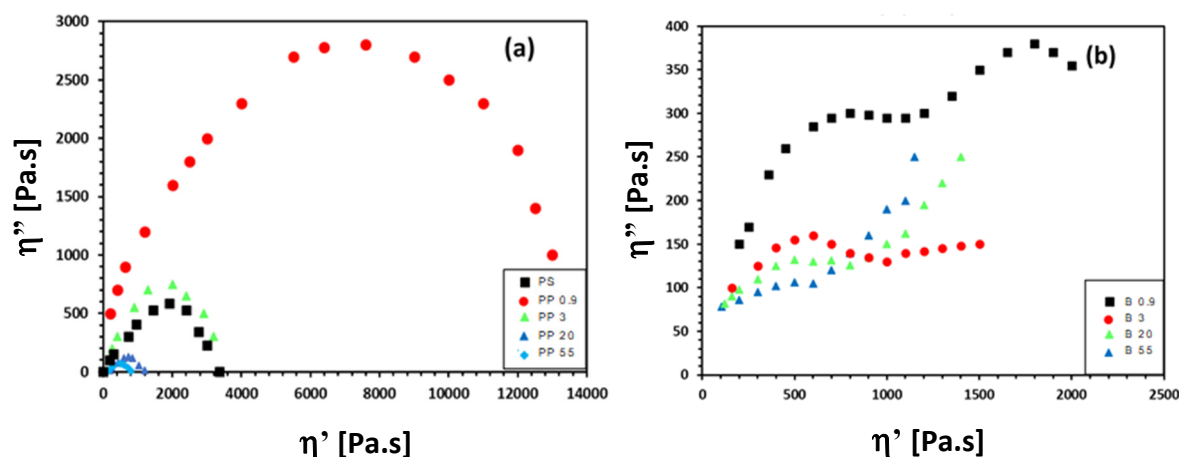 3000
2500
2000
1500
1000
500
0
η” [Pa.s]
(a)
PS
PP 0.9
PP 3
PP 20
PP 55
0 2000 4000 6000 8000 10000 12000 14000
η’ [Pa.s]
400
350
300
250
200
150
100
50
0
η” [Pa.s]
(b)
B 0.9
B 3
B 20
B 55
0 500 1000 1500 2000 2500
η’ [Pa.s]